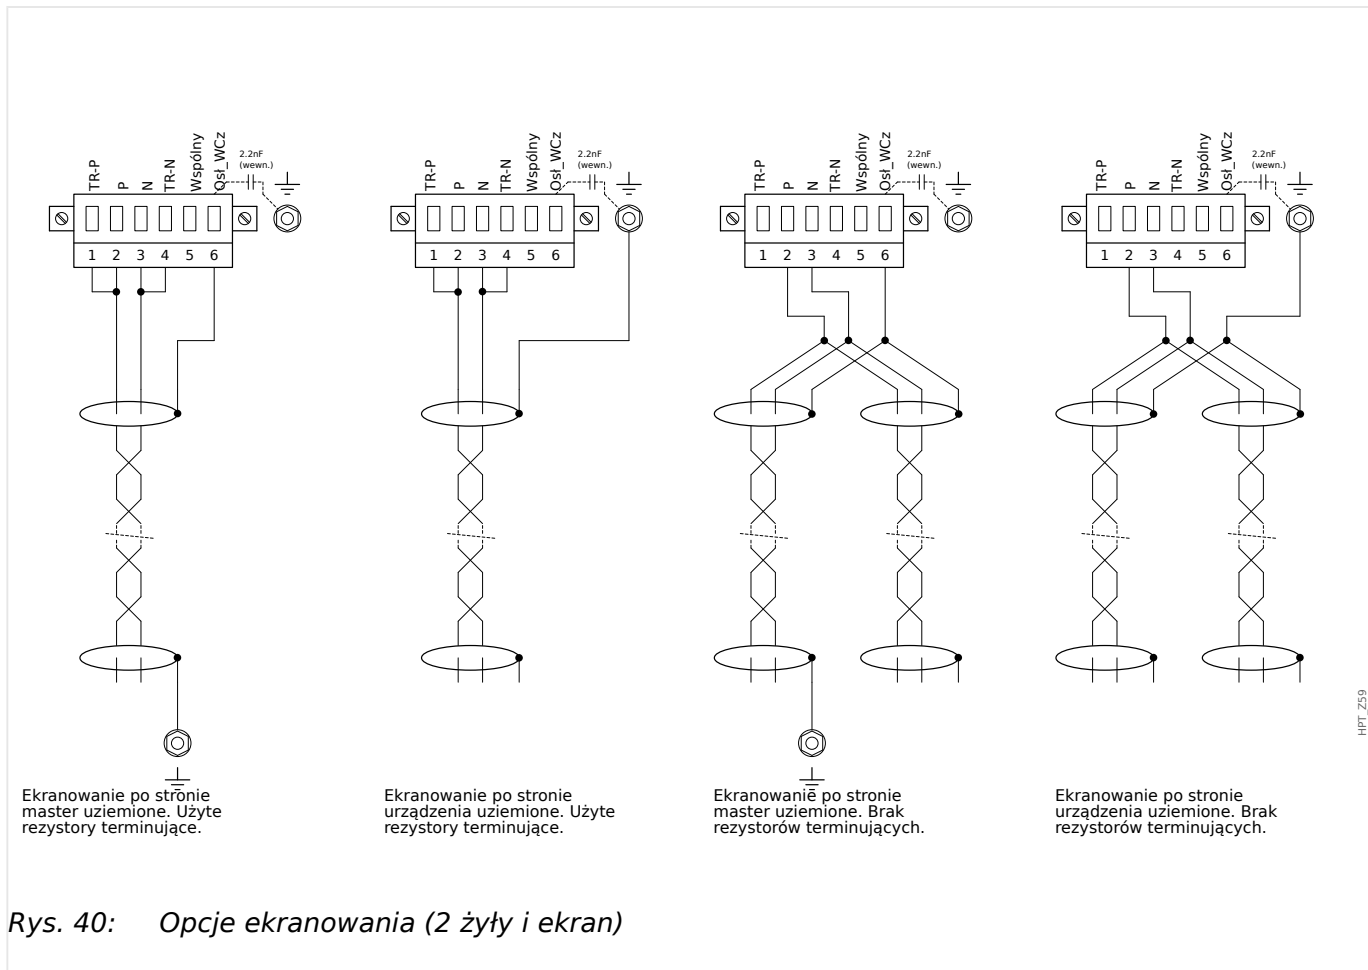 TR-P
P
N
TR-N
Wspólny
Osł_WCz
2.2nF
(wewn.)
1 2 3 4 5 6
TR-P
P
N
TR-N
Wspólny
Osł_WCz
2.2nF
(wewn.)
1 2 3 4 5 6
TR-P
P
N
TR-N
Wspólny
Osł_WCz
2.2nF
(wewn.)
1 2 3 4 5 6
TR-P
P
N
TR-N
Wspólny
Osł_WCz
2.2nF
(wewn.)
1 2 3 4 5 6
HPT_Z59
Ekranowanie po stronie
master uziemione. Użyte
rezystory terminujące.
Ekranowanie po stronie
urządzenia uziemione. Użyte
rezystory terminujące.
Ekranowanie po stronie
master uziemione. Brak
rezystorów terminujących.
Ekranowanie po stronie
urządzenia uziemione. Brak
rezystorów terminujących.
Rys. 40: Opcje ekranowania (2 żyły i ekran)